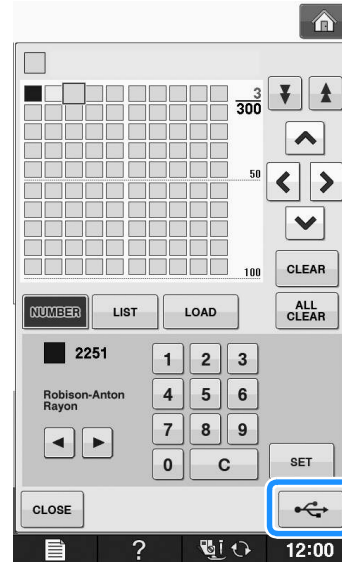 3
300
50
100
CLEAR
NUMBER LIST LOAD ALL CLEAR
2251
Robison-Anton
Rayon
1 2 3
4 5 6
7 8 9
0 C SET
CLOSE
? 12:00